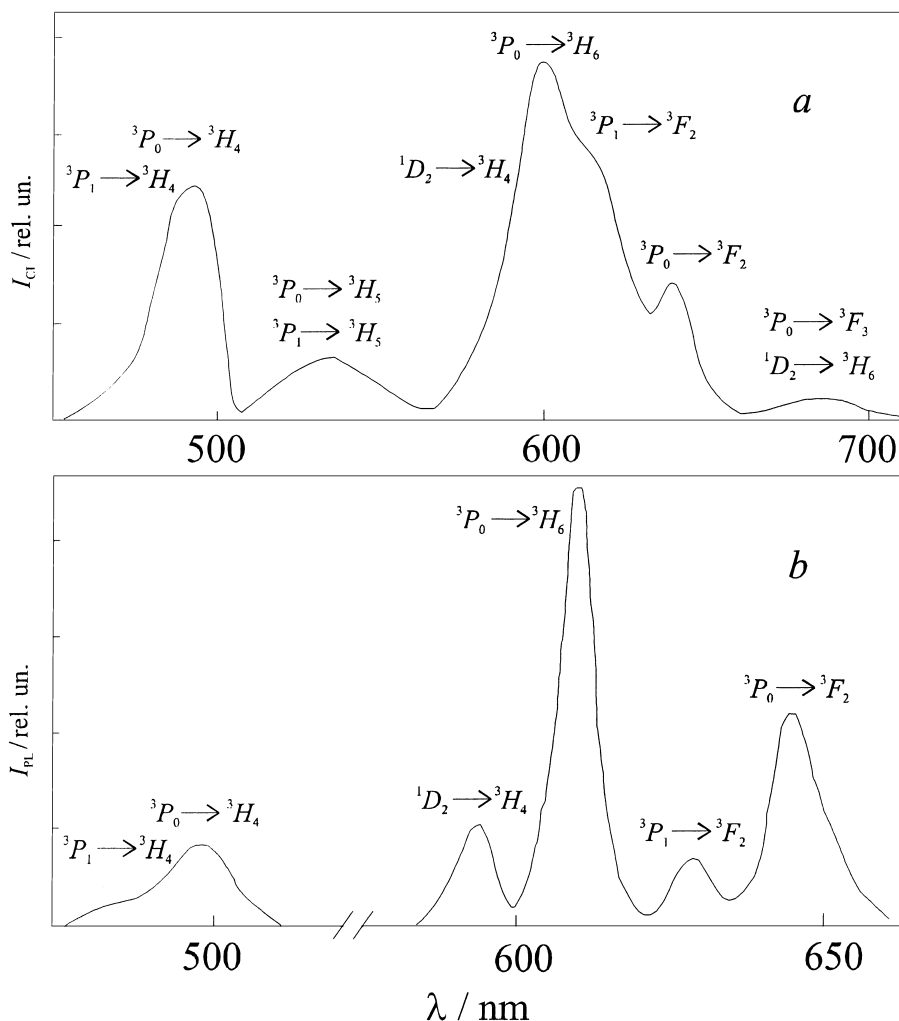 ³P₀→³H₆
a
³P₁→³F₂
³P₀→³H₄
¹D₂→³H₄
³P₁→³H₄
³P₀→³F₂
³P₀→³H₅
³P₀→³F₃
³P₁→³H₅
¹D₂→³H₆
I_Cl / rel. un.
500 600 700
³P₀→³H₆
b
³P₀→³F₂
¹D₂→³H₄
³P₀→³H₄
³P₁→³F₂
³P₁→³H₄
I_PL / rel. un.
500 600 650
λ / nm